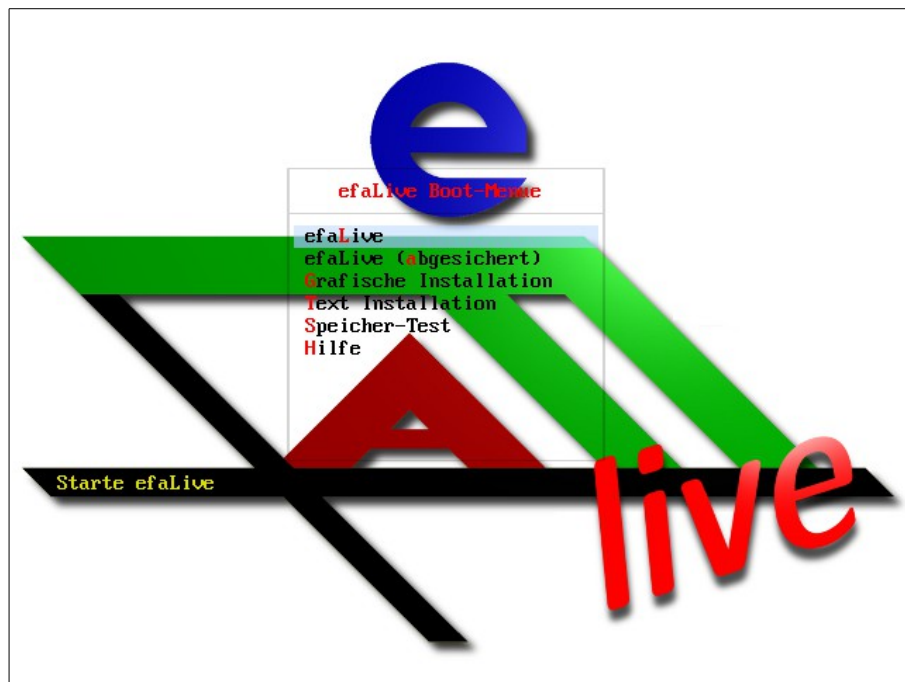 e
efaLive Boot-Menue
efaLive
efaLive (abgesichert)
Grafische Installation
Text Installation
Speicher-Test
Hilfe
A
Starte efaLive
live